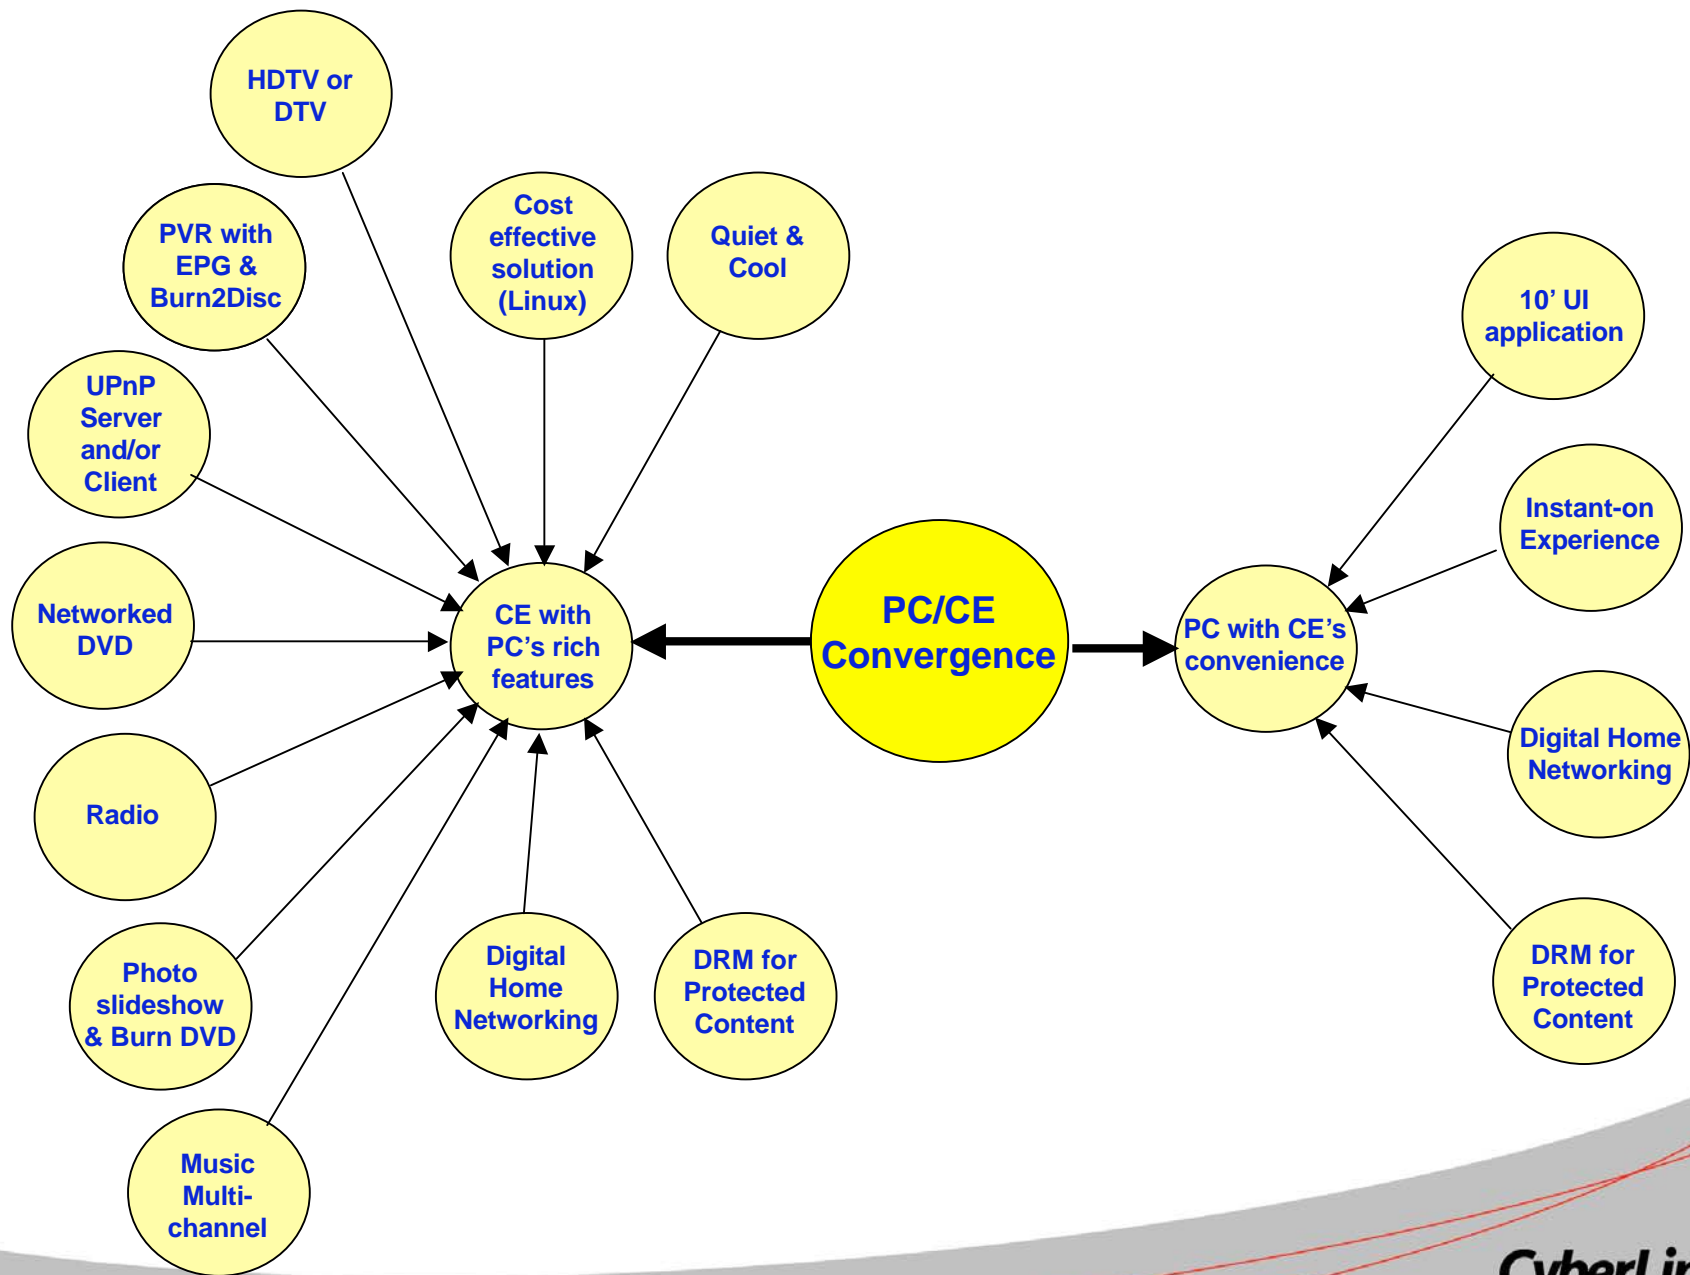 HDTV or
DTV
PVR with
EPG &
Burn2Disc
Cost
effective
solution
(Linux)
Quiet &
Cool
10’ UI
application
UPnP
Server
and/or
Client
Instant-on
Experience
Networked
DVD
CE with
PC’s rich
features
PC/CE
Convergence
PC with CE’s
convenience
Digital Home
Networking
Radio
Photo
slideshow
& Burn DVD
Digital
Home
Networking
DRM for
Protected
Content
DRM for
Protected
Content
Music
Multi-
channel